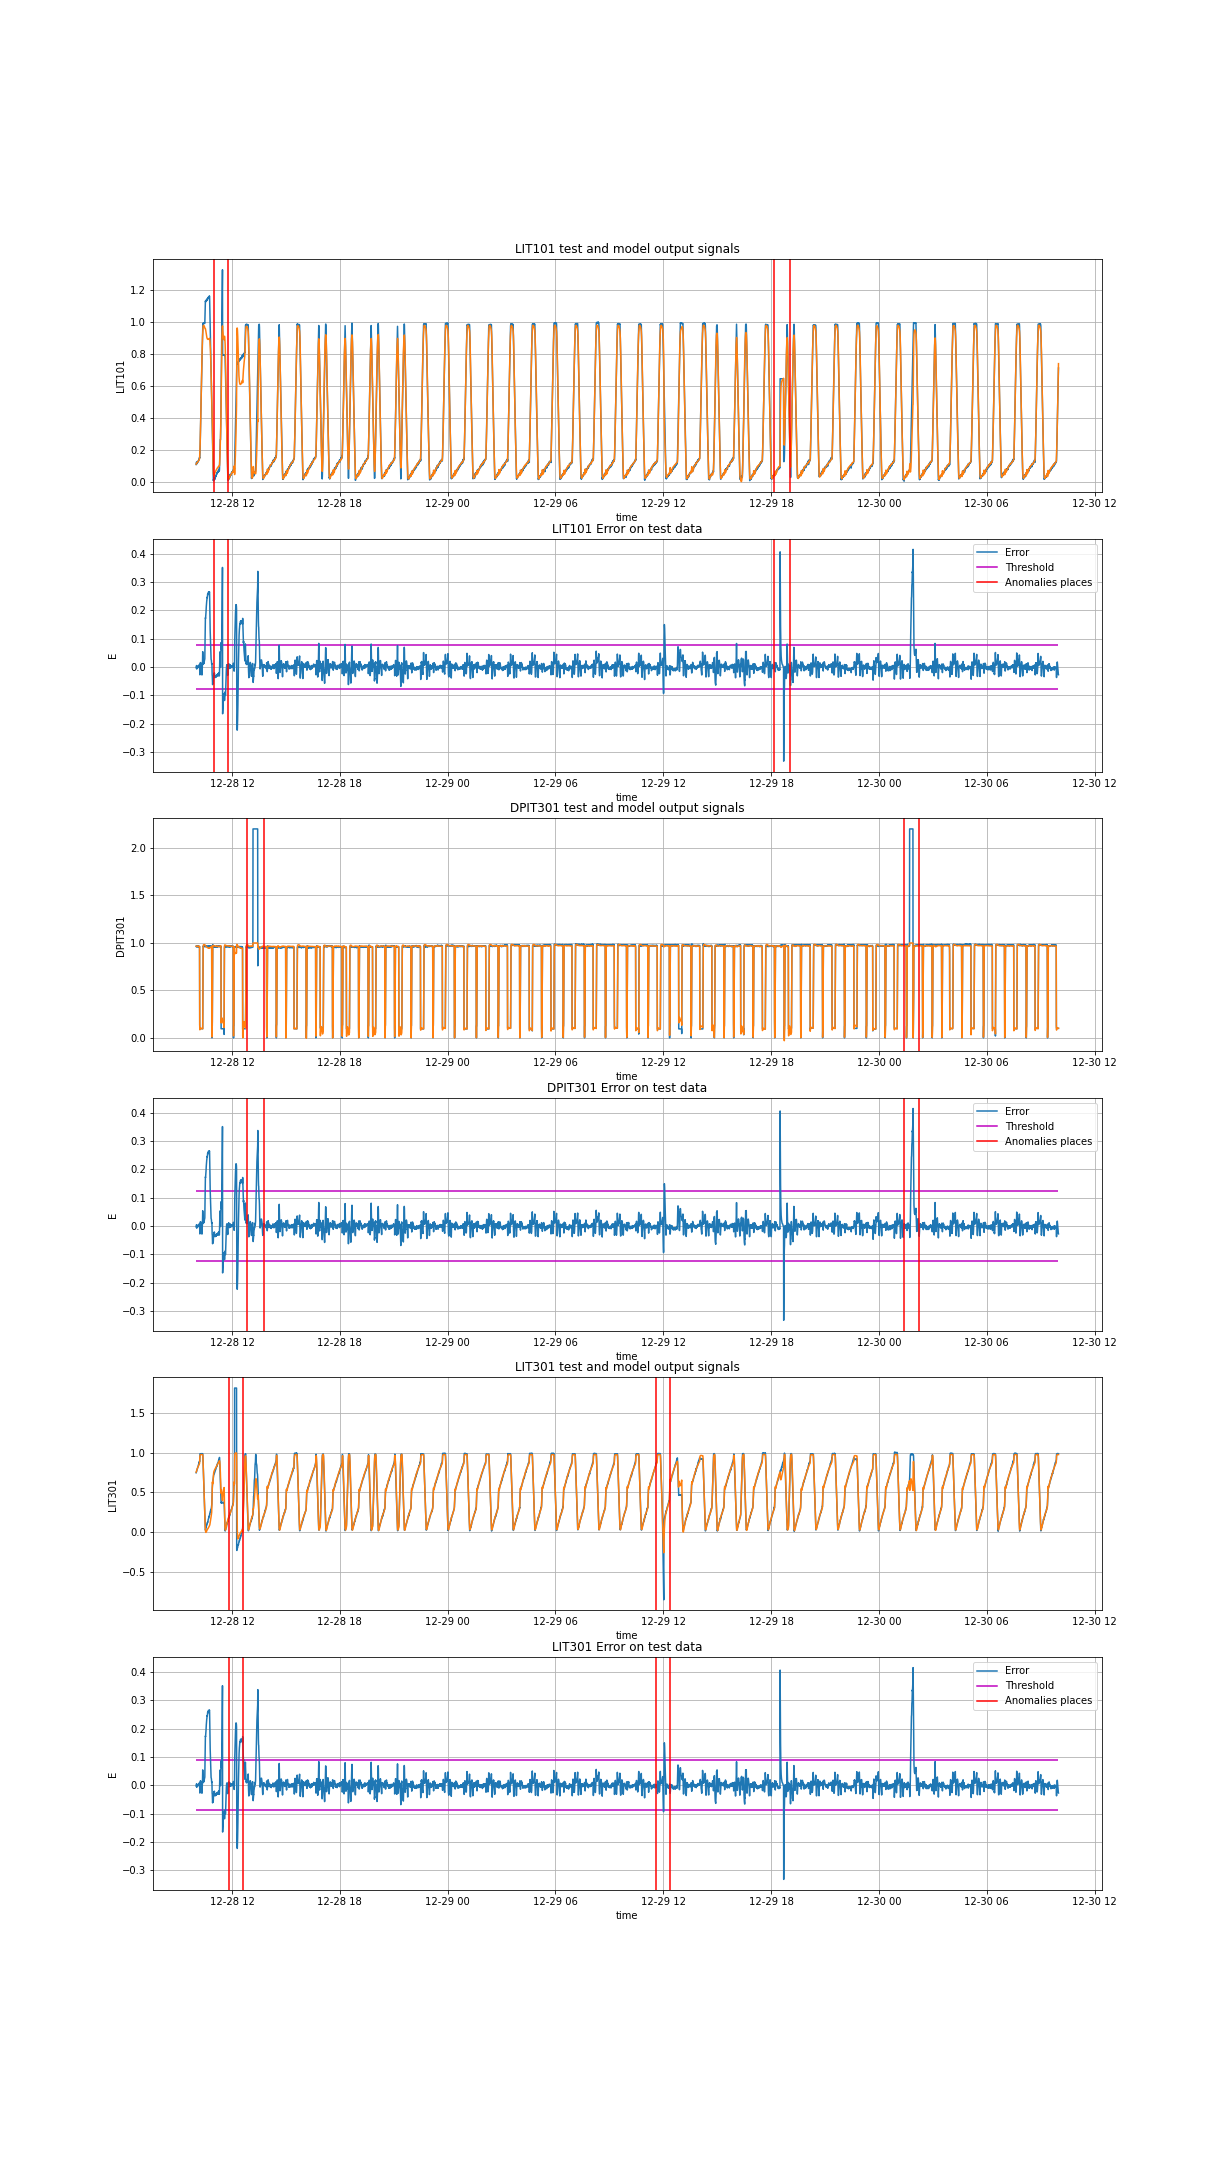 LIT101 test and model output signals
1.2
1.0
0.8
0.6
0.4
0.2
0.0
LIT101
12-28 12 12-28 18 12-29 00 12-29 06 12-29 12 12-29 18 12-30 00 12-30 06 12-30 12
time
LIT101 Error on test data
0.4
0.3
0.2
0.1
0.0
−0.1
−0.2
−0.3
E
Error
Threshold
Anomalies places
12-28 12 12-28 18 12-29 00 12-29 06 12-29 12 12-29 18 12-30 00 12-30 06 12-30 12
time
DPIT301 test and model output signals
2.0
1.5
1.0
0.5
0.0
DPIT301
12-28 12 12-28 18 12-29 00 12-29 06 12-29 12 12-29 18 12-30 00 12-30 06 12-30 12
time
DPIT301 Error on test data
0.4
0.3
0.2
0.1
0.0
−0.1
−0.2
−0.3
E
Error
Threshold
Anomalies places
12-28 12 12-28 18 12-29 00 12-29 06 12-29 12 12-29 18 12-30 00 12-30 06 12-30 12
time
LIT301 test and model output signals
1.5
1.0
0.5
0.0
−0.5
LIT301
12-28 12 12-28 18 12-29 00 12-29 06 12-29 12 12-29 18 12-30 00 12-30 06 12-30 12
time
LIT301 Error on test data
0.4
0.3
0.2
0.1
0.0
−0.1
−0.2
−0.3
E
Error
Threshold
Anomalies places
12-28 12 12-28 18 12-29 00 12-29 06 12-29 12 12-29 18 12-30 00 12-30 06 12-30 12
time